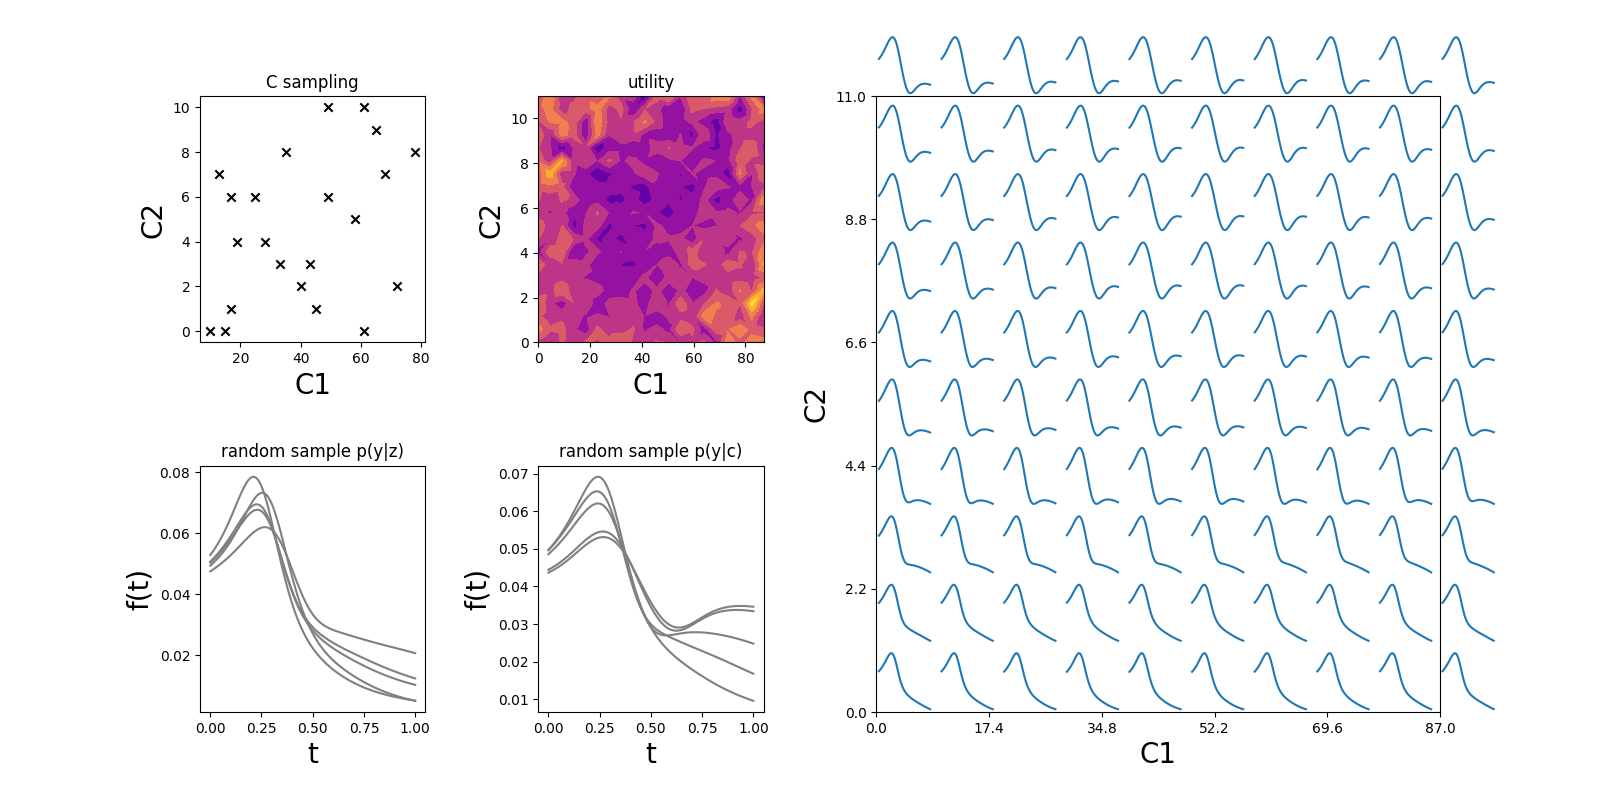 C sampling
10
8
6
4
2
0
C2
20 40 60 80
C1
utility
10
8
6
4
2
0
C2
0 20 40 60 80
C1
random sample p(y|z)
0.08
0.06
0.04
0.02
f(t)
0.00 0.25 0.50 0.75 1.00
t
random sample p(y|c)
0.07
0.06
0.05
0.04
0.03
0.02
0.01
f(t)
0.00 0.25 0.50 0.75 1.00
t
11.0
8.8
6.6
4.4
2.2
0.0
C2
0.0 17.4 34.8 52.2 69.6 87.0
C1